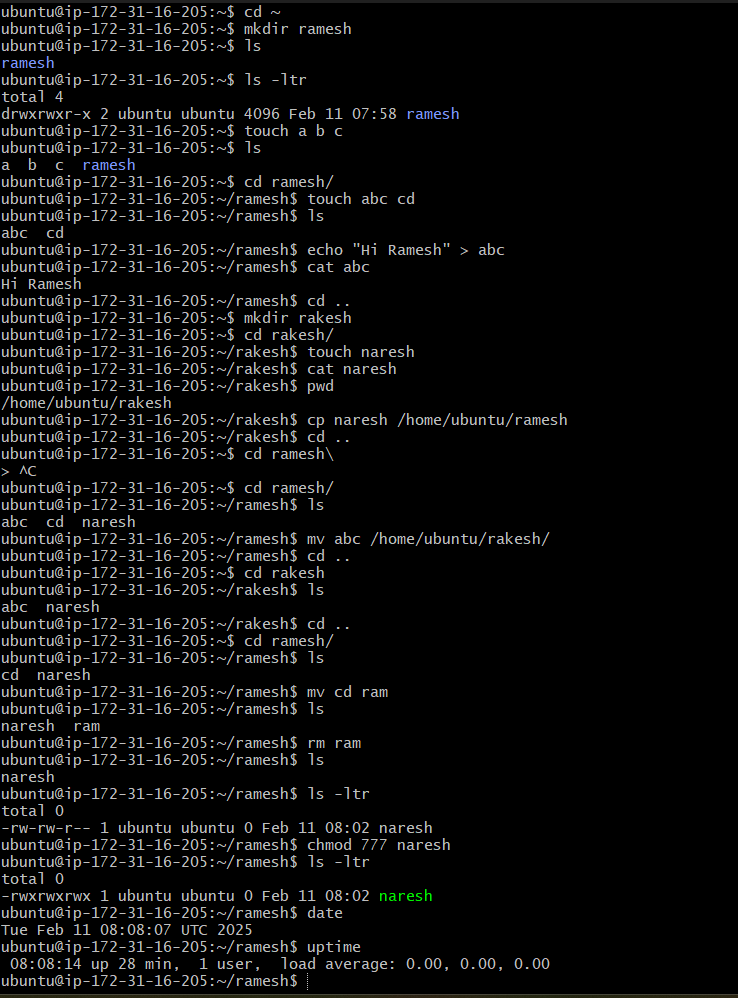 ubuntu@ip-172-31-16-205:~$ cd ~
ubuntu@ip-172-31-16-205:~$ mkdir ramesh
ubuntu@ip-172-31-16-205:~$ ls
ramesh
ubuntu@ip-172-31-16-205:~$ ls -ltr
total 4
drwxrwxr-x 2 ubuntu ubuntu 4096 Feb 11 07:58 ramesh
ubuntu@ip-172-31-16-205:~$ touch a b c
ubuntu@ip-172-31-16-205:~$ ls
a  b  c  ramesh
ubuntu@ip-172-31-16-205:~$ cd ramesh/
ubuntu@ip-172-31-16-205:~/ramesh$ touch abc cd
ubuntu@ip-172-31-16-205:~/ramesh$ ls
abc  cd
ubuntu@ip-172-31-16-205:~/ramesh$ echo "Hi Ramesh" > abc
ubuntu@ip-172-31-16-205:~/ramesh$ cat abc
Hi Ramesh
ubuntu@ip-172-31-16-205:~/ramesh$ cd ..
ubuntu@ip-172-31-16-205:~$ mkdir rakesh
ubuntu@ip-172-31-16-205:~$ cd rakesh/
ubuntu@ip-172-31-16-205:~/rakesh$ touch naresh
ubuntu@ip-172-31-16-205:~/rakesh$ cat naresh
ubuntu@ip-172-31-16-205:~/rakesh$ pwd
/home/ubuntu/rakesh
ubuntu@ip-172-31-16-205:~/rakesh$ cp naresh /home/ubuntu/ramesh
ubuntu@ip-172-31-16-205:~/rakesh$ cd ..
ubuntu@ip-172-31-16-205:~$ cd ramesh\
> ^C
ubuntu@ip-172-31-16-205:~$ cd ramesh/
ubuntu@ip-172-31-16-205:~/ramesh$ ls
abc  cd  naresh
ubuntu@ip-172-31-16-205:~/ramesh$ mv abc /home/ubuntu/rakesh/
ubuntu@ip-172-31-16-205:~/ramesh$ cd ..
ubuntu@ip-172-31-16-205:~$ cd rakesh
ubuntu@ip-172-31-16-205:~/rakesh$ ls
abc  naresh
ubuntu@ip-172-31-16-205:~/rakesh$ cd ..
ubuntu@ip-172-31-16-205:~$ cd ramesh/
ubuntu@ip-172-31-16-205:~/ramesh$ ls
cd  naresh
ubuntu@ip-172-31-16-205:~/ramesh$ mv cd ram
ubuntu@ip-172-31-16-205:~/ramesh$ ls
naresh  ram
ubuntu@ip-172-31-16-205:~/ramesh$ rm ram
ubuntu@ip-172-31-16-205:~/ramesh$ ls
naresh
ubuntu@ip-172-31-16-205:~/ramesh$ ls -ltr
total 0
-rw-rw-r-- 1 ubuntu ubuntu 0 Feb 11 08:02 naresh
ubuntu@ip-172-31-16-205:~/ramesh$ chmod 777 naresh
ubuntu@ip-172-31-16-205:~/ramesh$ ls -ltr
total 0
-rwxrwxrwx 1 ubuntu ubuntu 0 Feb 11 08:02 naresh
ubuntu@ip-172-31-16-205:~/ramesh$ date
Tue Feb 11 08:08:07 UTC 2025
ubuntu@ip-172-31-16-205:~/ramesh$ uptime
 08:08:14 up 28 min,  1 user,  load average: 0.00, 0.00, 0.00
ubuntu@ip-172-31-16-205:~/ramesh$